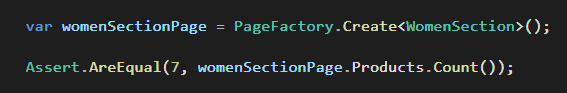 var womenSectionPage = PageFactory.Create<WomenSection>();
Assert.AreEqual(7, womenSectionPage.Products.Count());